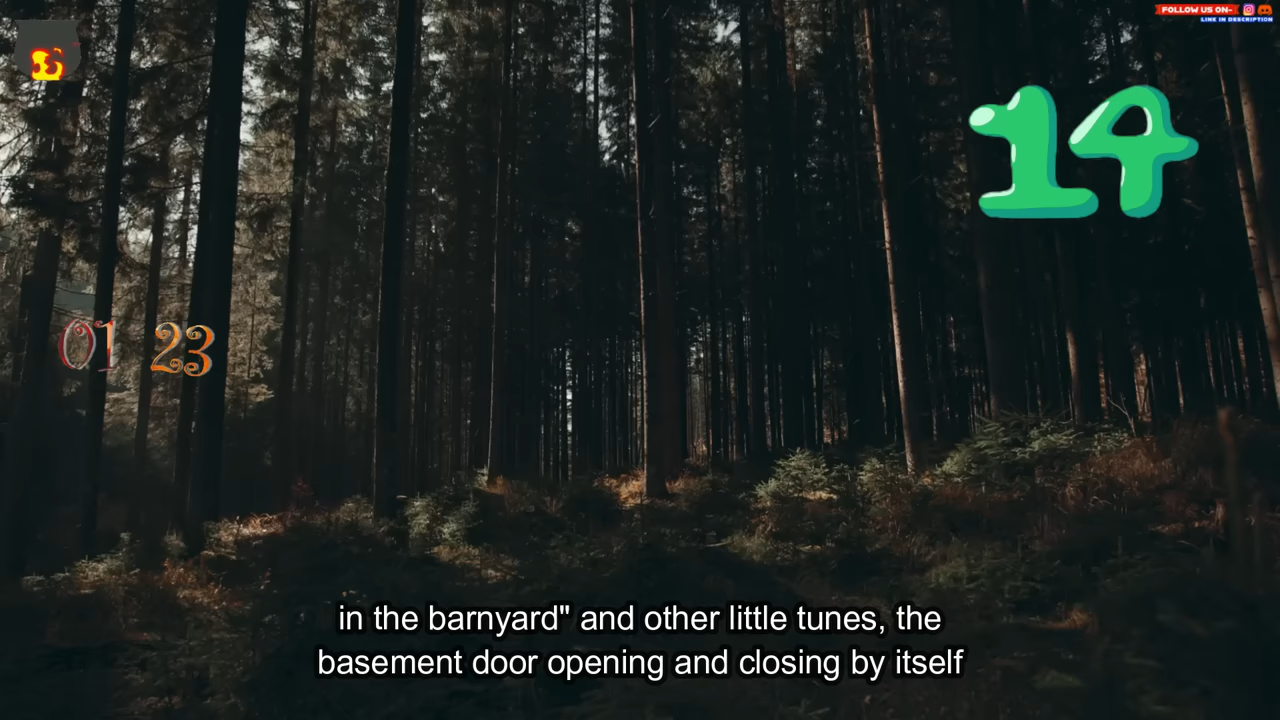 FOLLOW US ON-
LINK IN DESCRIPTION
14
01 23
in the barnyard" and other little tunes, the
basement door opening and closing by itself